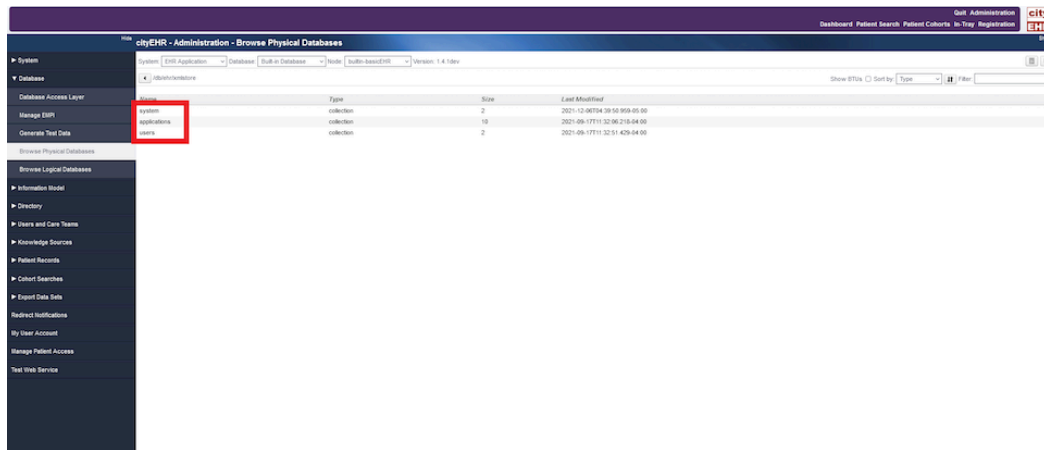 Quit Administration
Dashboard Patient Search Patient Cohorts In-Tray Registration
Hide
cityEHR - Administration - Browse Physical Databases
System: EHR Application Database: Built-in Database Node: builtin-basicEHR Version: 1.4.1dev
Show BTUs Sort by: Type Filter:
Name Type Size Last Modified
system collection 2 2021-12-06T04:39:50.959-05:00
applications collection 10 2021-09-17T11:32:06.218-04:00
users collection 2 2021-09-17T11:32:51.429-04:00
System
Database
Database Access Layer
Manage EMPI
Generate Test Data
Browse Physical Databases
Browse Logical Databases
Information Model
Directory
Users and Care Teams
Knowledge Sources
Patient Records
Cohort Searches
Export Data Sets
Redirect Notifications
My User Account
Manage Patient Access
Test Web Service